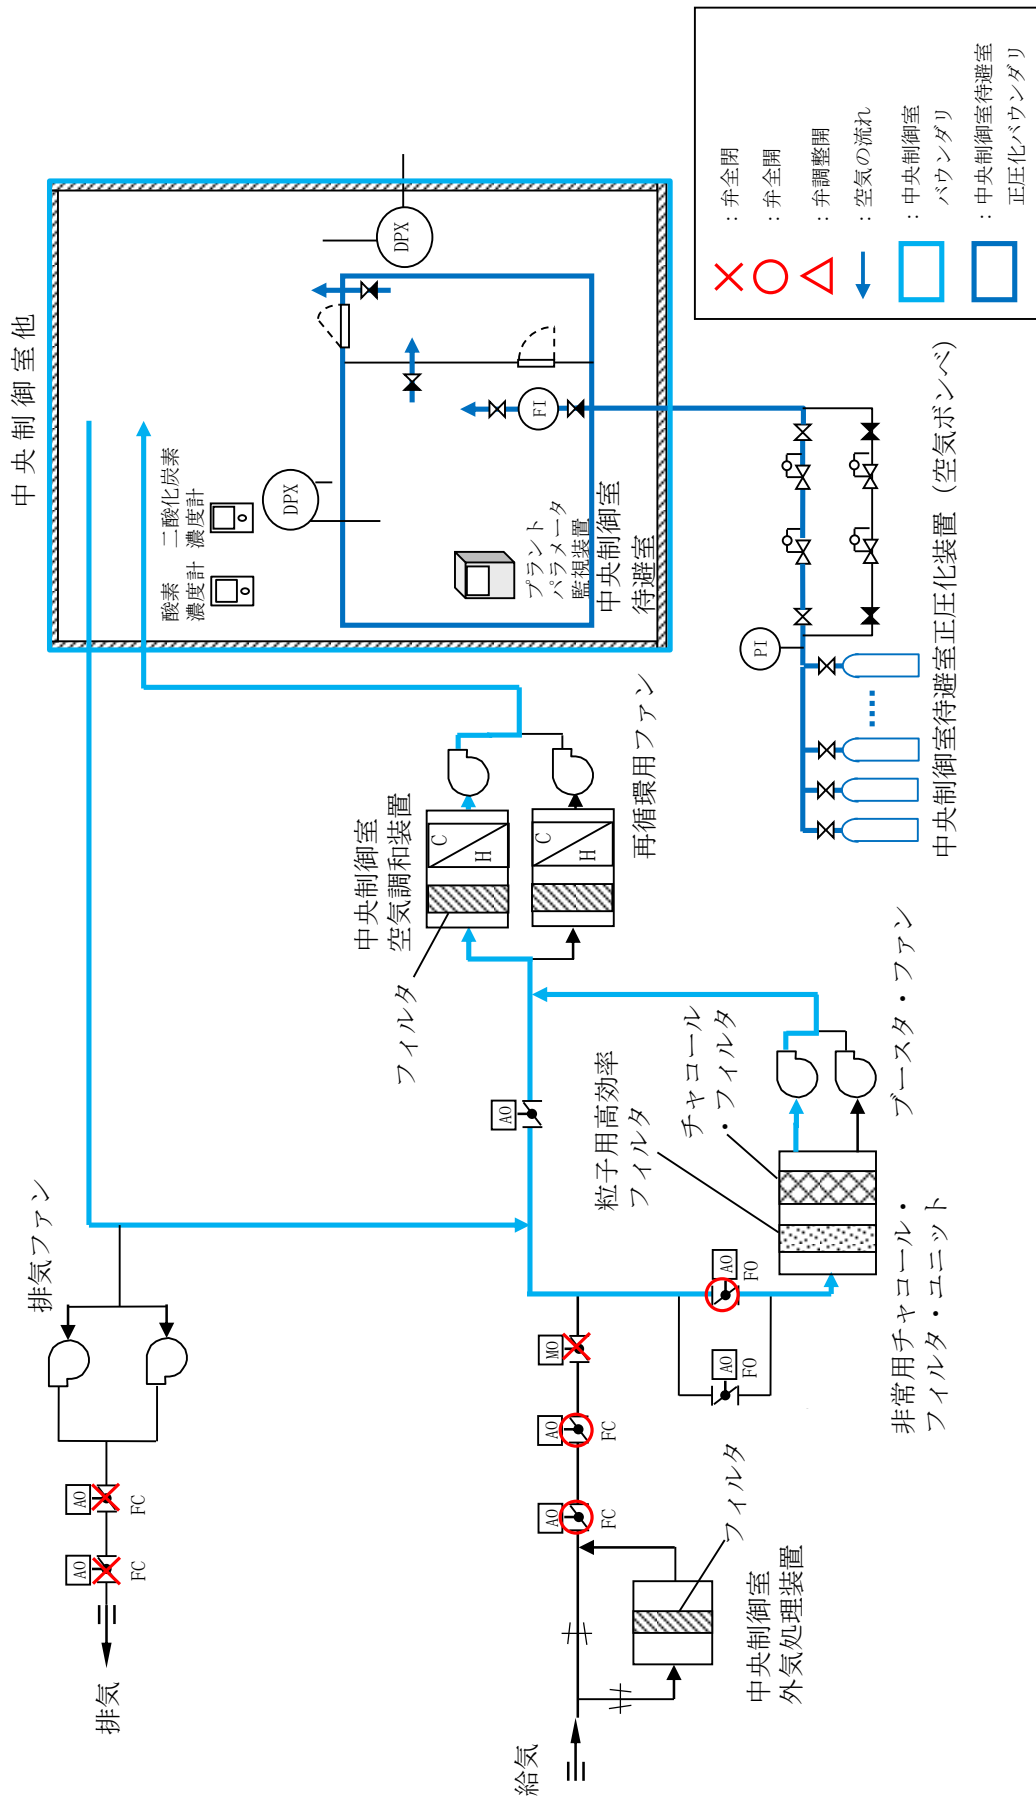 中央制御室他
酸素
濃度計
二酸化炭素
濃度計
DPX
DPX
プラント
パラメータ
監視装置
中央制御室
待避室
FI
PI
中央制御室待避室正圧化装置（空気ボンベ）
排気ファン
排気
AO
FC
AO
FC
中央制御室
空気調和装置
フィルタ
C
H
C
H
再循環用ファン
AO
給気
AO
FC
AO
FC
MO
中央制御室
外気処理装置
フィルタ
AO
FO
AO
FO
粒子用高効率
フィルタ
チャコール
・フィルタ
ブースタ・ファン
非常用チャコール・
フィルタ・ユニット
：弁全閉
：弁全開
：弁調整開
：空気の流れ
：中央制御室
バウンダリ
：中央制御室待避室
正圧化バウンダリ